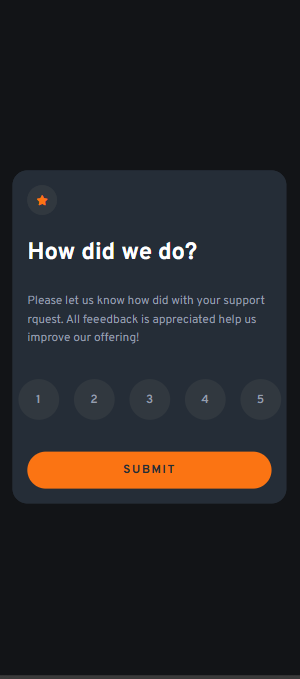 How did we do?
Please let us know how did with your support
rquest. All feeedback is appreciated help us
improve our offering!
1 2 3 4 5
SUBMIT